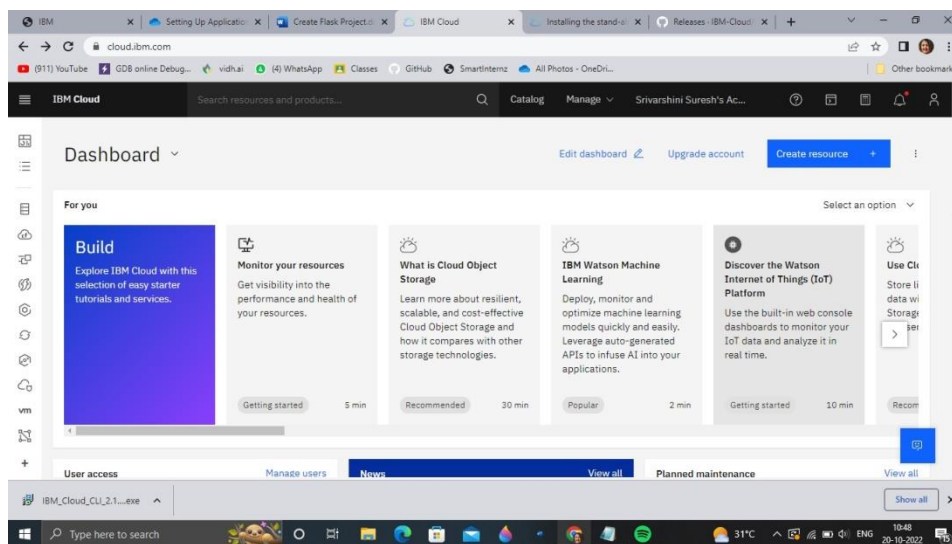 IBM
Setting Up Applicatio
Create Flask Project.d
IBM Cloud
Installing the stand-al
Releases · IBM-Cloud
cloud.ibm.com
(911) YouTube
GDB online Debug...
vidh.ai
(4) WhatsApp
Classes
GitHub
SmartInternz
All Photos - OneDri...
Other bookmark
IBM Cloud
Search resources and products...
Catalog
Manage
Srivarshini Suresh's Ac...
Dashboard
Edit dashboard
Upgrade account
Create resource +
For you
Select an option
Build
Explore IBM Cloud with this
selection of easy starter
tutorials and services.
Monitor your resources
Get visibility into the
performance and health of
your resources.
Getting started
5 min
What is Cloud Object
Storage
Learn more about resilient,
scalable, and cost-effective
Cloud Object Storage and
how it compares with other
storage technologies.
Recommended
30 min
IBM Watson Machine
Learning
Deploy, monitor and
optimize machine learning
models quickly and easily.
Leverage auto-generated
APIs to infuse AI into your
applications.
Popular
2 min
Discover the Watson
Internet of Things (IoT)
Platform
Use the built-in web console
dashboards to monitor your
IoT data and analyze it in
real time.
Getting started
10 min
Use Clo
Store li
data wi
Storage
ser
Recom
vm
User access
Manage users
News
View all
Planned maintenance
View all
IBM_Cloud_CLI_2.1....exe
Show all
Type here to search
31°C
ENG
10:48
20-10-2022